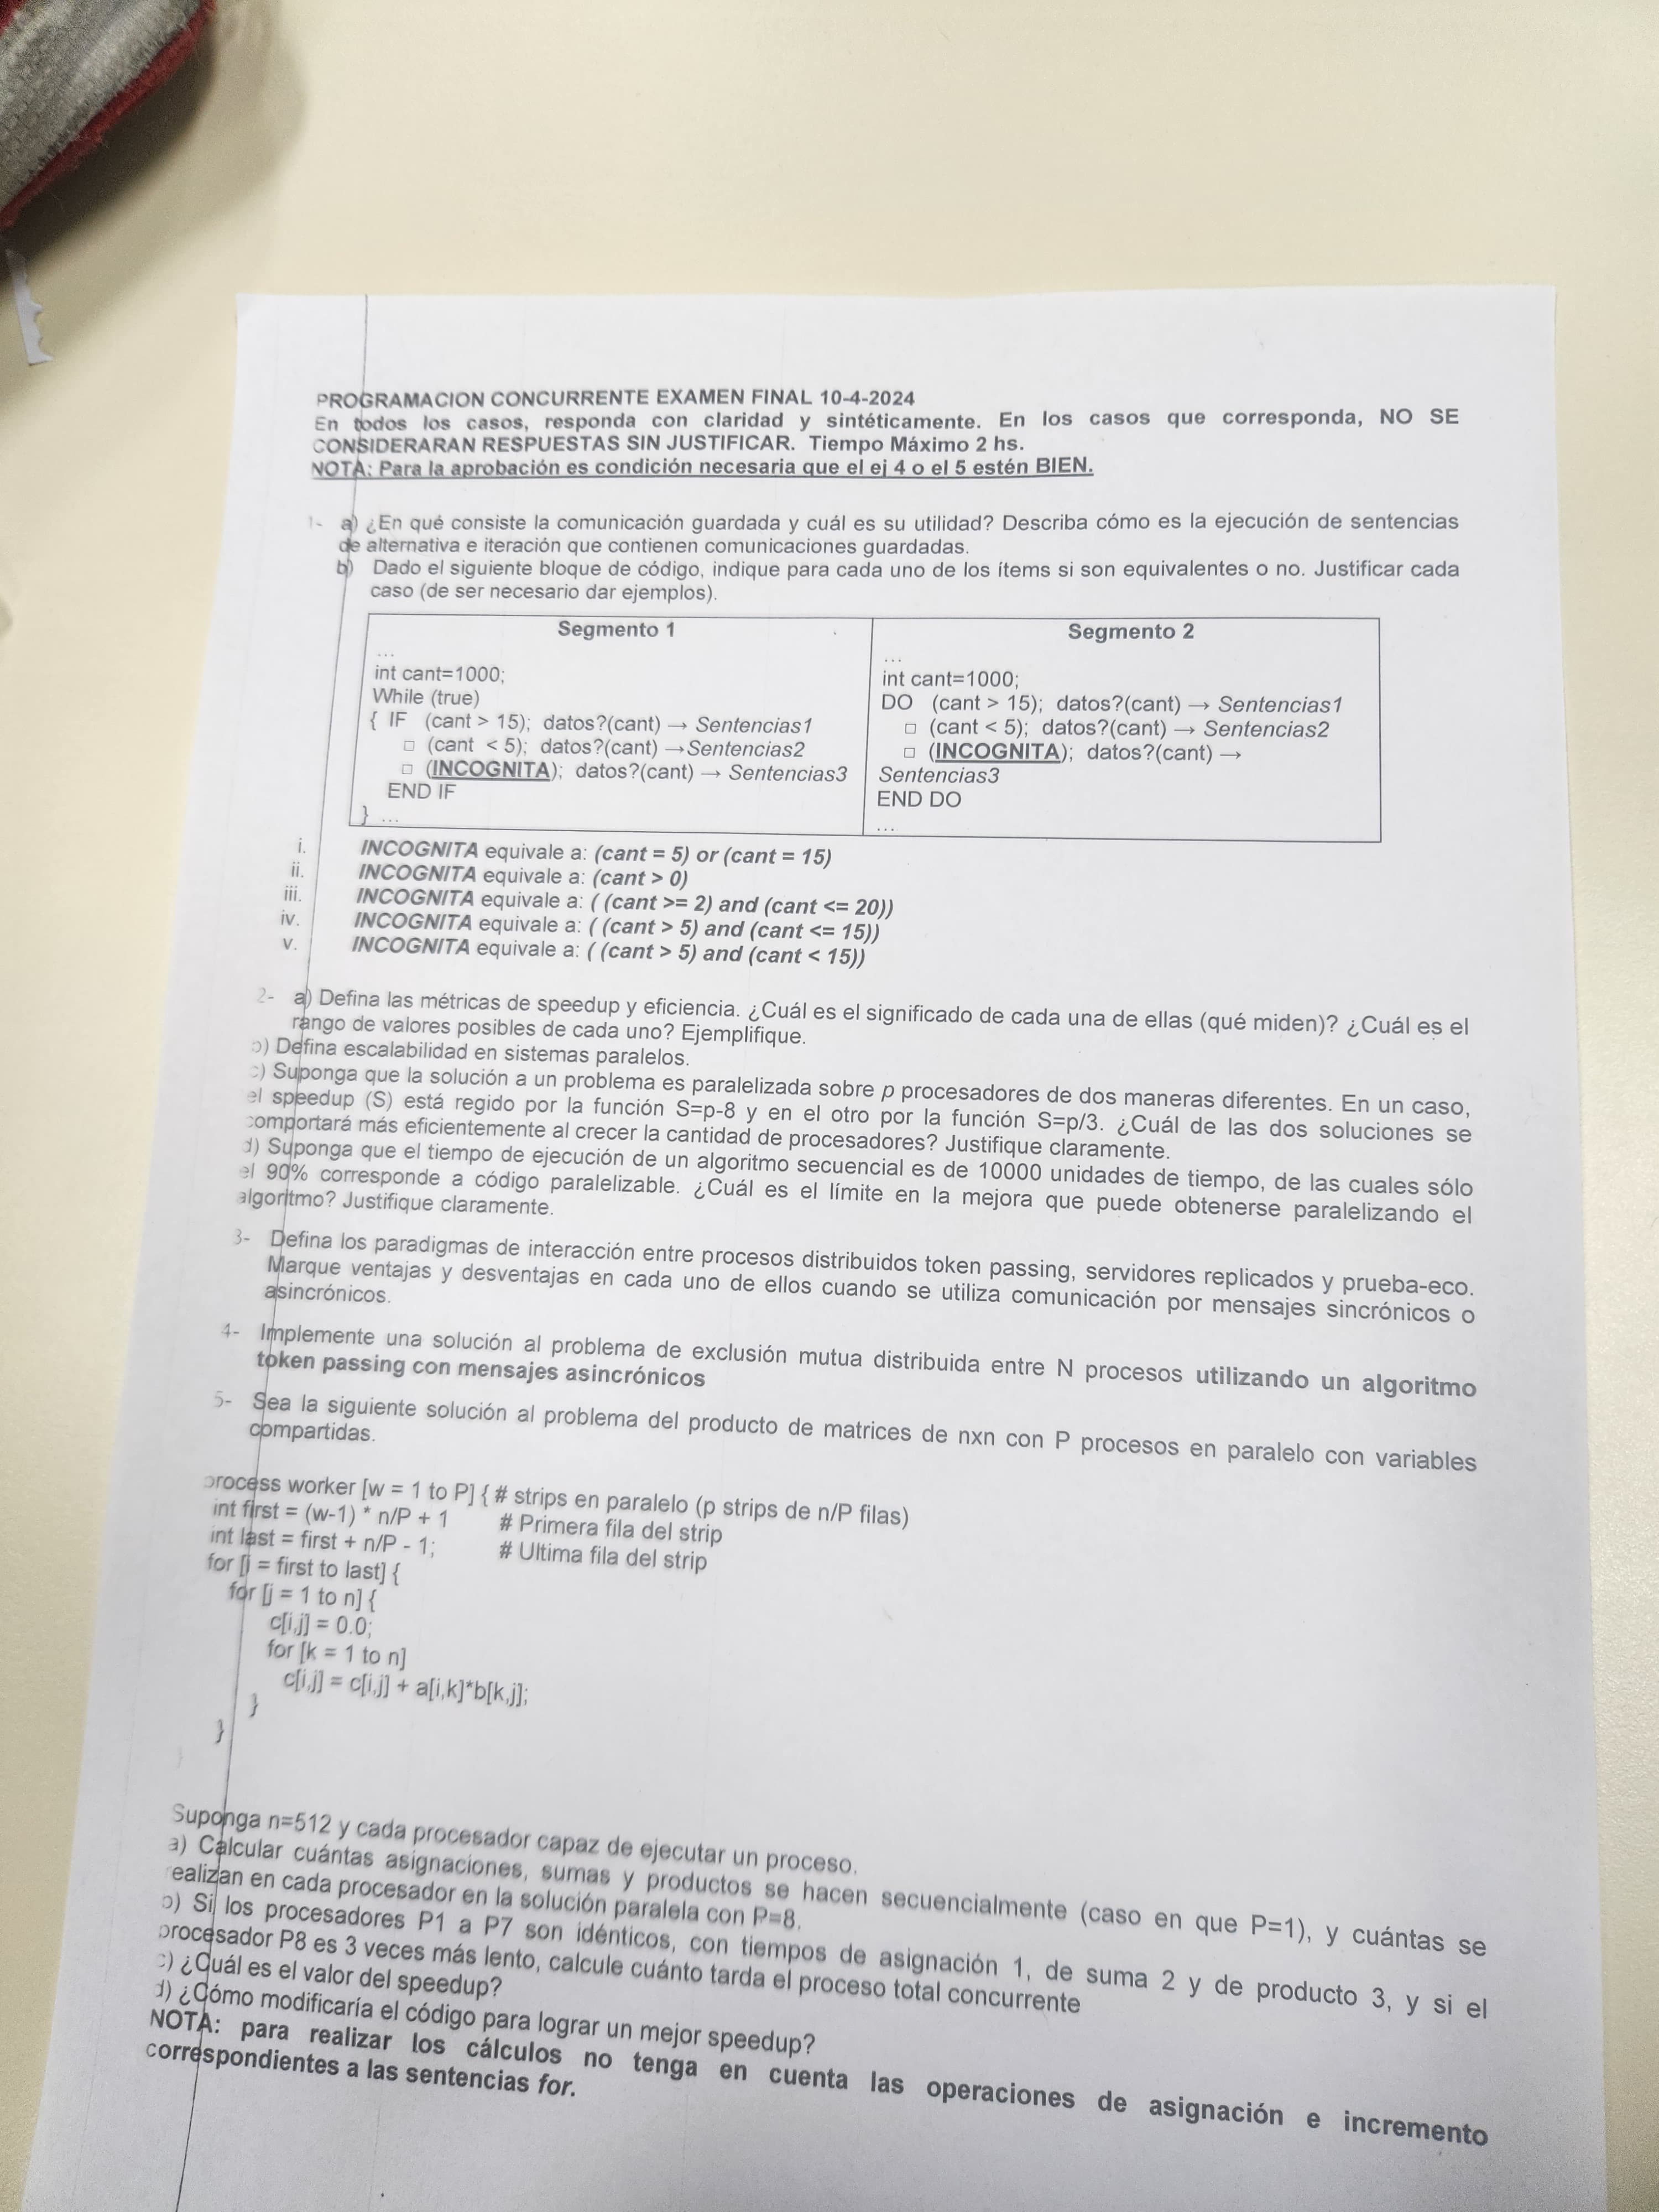 PROGRAMACION CONCURRENTE EXAMEN FINAL 10-4-2024
En todos los casos, responda con claridad y sintéticamente. En los casos que corresponda, NO SE
CONSIDERARAN RESPUESTAS SIN JUSTIFICAR. Tiempo Máximo 2 hs.
NOTA: Para la aprobación es condición necesaria que el ej 4 o el 5 estén BIEN.
1- a) ¿En qué consiste la comunicación guardada y cuál es su utilidad? Describa cómo es la ejecución de sentencias
de alternativa e iteración que contienen comunicaciones guardadas.
b) Dado el siguiente bloque de código, indique para cada uno de los ítems si son equivalentes o no. Justificar cada
caso (de ser necesario dar ejemplos).
Segmento 1
...
int cant=1000;
While (true)
{ IF (cant > 15); datos?(cant) → Sentencias1
□ (cant < 5); datos?(cant) →Sentencias2
□ (INCOGNITA); datos?(cant) → Sentencias3
END IF
} ...
Segmento 2
...
int cant=1000;
DO (cant > 15); datos?(cant) → Sentencias1
□ (cant < 5); datos?(cant) → Sentencias2
□ (INCOGNITA); datos?(cant) →
Sentencias3
END DO
...
i. INCOGNITA equivale a: (cant = 5) or (cant = 15)
ii. INCOGNITA equivale a: (cant > 0)
iii. INCOGNITA equivale a: ( (cant >= 2) and (cant <= 20))
iv. INCOGNITA equivale a: ( (cant > 5) and (cant <= 15))
v. INCOGNITA equivale a: ( (cant > 5) and (cant < 15))
2- a) Defina las métricas de speedup y eficiencia. ¿Cuál es el significado de cada una de ellas (qué miden)? ¿Cuál es el
rango de valores posibles de cada uno? Ejemplifique.
b) Defina escalabilidad en sistemas paralelos.
c) Suponga que la solución a un problema es paralelizada sobre p procesadores de dos maneras diferentes. En un caso,
el speedup (S) está regido por la función S=p-8 y en el otro por la función S=p/3. ¿Cuál de las dos soluciones se
comportará más eficientemente al crecer la cantidad de procesadores? Justifique claramente.
d) Suponga que el tiempo de ejecución de un algoritmo secuencial es de 10000 unidades de tiempo, de las cuales sólo
el 90% corresponde a código paralelizable. ¿Cuál es el límite en la mejora que puede obtenerse paralelizando el
algoritmo? Justifique claramente.
3- Defina los paradigmas de interacción entre procesos distribuidos token passing, servidores replicados y prueba-eco.
Marque ventajas y desventajas en cada uno de ellos cuando se utiliza comunicación por mensajes sincrónicos o
asincrónicos.
4- Implemente una solución al problema de exclusión mutua distribuida entre N procesos utilizando un algoritmo
token passing con mensajes asincrónicos
5- Sea la siguiente solución al problema del producto de matrices de nxn con P procesos en paralelo con variables
compartidas.
process worker [w = 1 to P] { # strips en paralelo (p strips de n/P filas)
int first = (w-1) * n/P + 1 # Primera fila del strip
int last = first + n/P - 1; # Ultima fila del strip
for [i = first to last] {
for [j = 1 to n] {
c[i,j] = 0.0;
for [k = 1 to n]
c[i,j] = c[i,j] + a[i,k]*b[k,j];
}
}
}
Suponga n=512 y cada procesador capaz de ejecutar un proceso.
a) Calcular cuántas asignaciones, sumas y productos se hacen secuencialmente (caso en que P=1), y cuántas se
realizan en cada procesador en la solución paralela con P=8.
b) Si los procesadores P1 a P7 son idénticos, con tiempos de asignación 1, de suma 2 y de producto 3, y si el
procesador P8 es 3 veces más lento, calcule cuánto tarda el proceso total concurrente
c) ¿Cuál es el valor del speedup?
d) ¿Cómo modificaría el código para lograr un mejor speedup?
NOTA: para realizar los cálculos no tenga en cuenta las operaciones de asignación e incremento
correspondientes a las sentencias for.